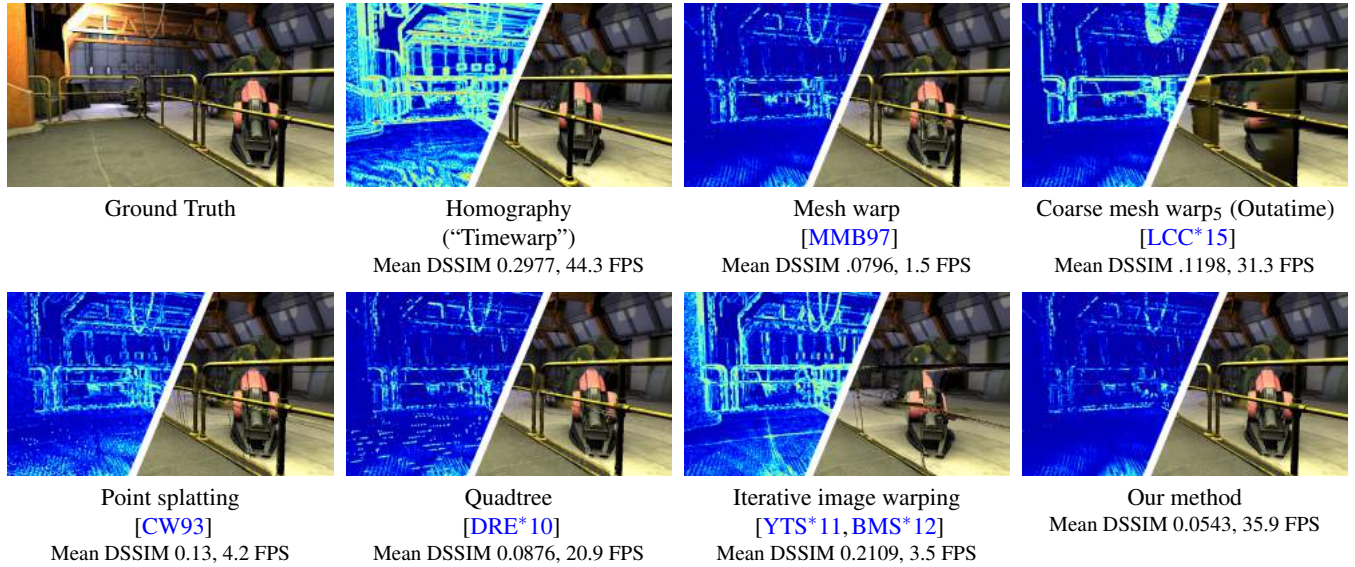 Ground Truth
Homography
(“Timewarp”)
Mean DSSIM 0.2977, 44.3 FPS
Mesh warp
[MMB97]
Mean DSSIM .0796, 1.5 FPS
Coarse mesh warp₅ (Outatime)
[LCC*15]
Mean DSSIM .1198, 31.3 FPS
Point splatting
[CW93]
Mean DSSIM 0.13, 4.2 FPS
Quadtree
[DRE*10]
Mean DSSIM 0.0876, 20.9 FPS
Iterative image warping
[YTS*11, BMS*12]
Mean DSSIM 0.2109, 3.5 FPS
Our method
Mean DSSIM 0.0543, 35.9 FPS